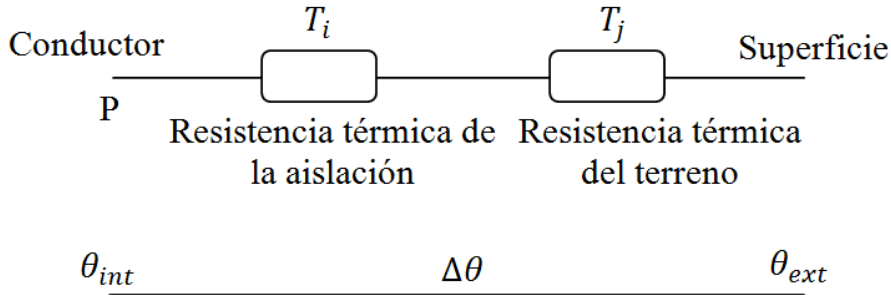 T_i
T_j
Conductor
Superficie
P
Resistencia térmica de
la aislación
Resistencia térmica
del terreno
θ_int
Δθ
θ_ext